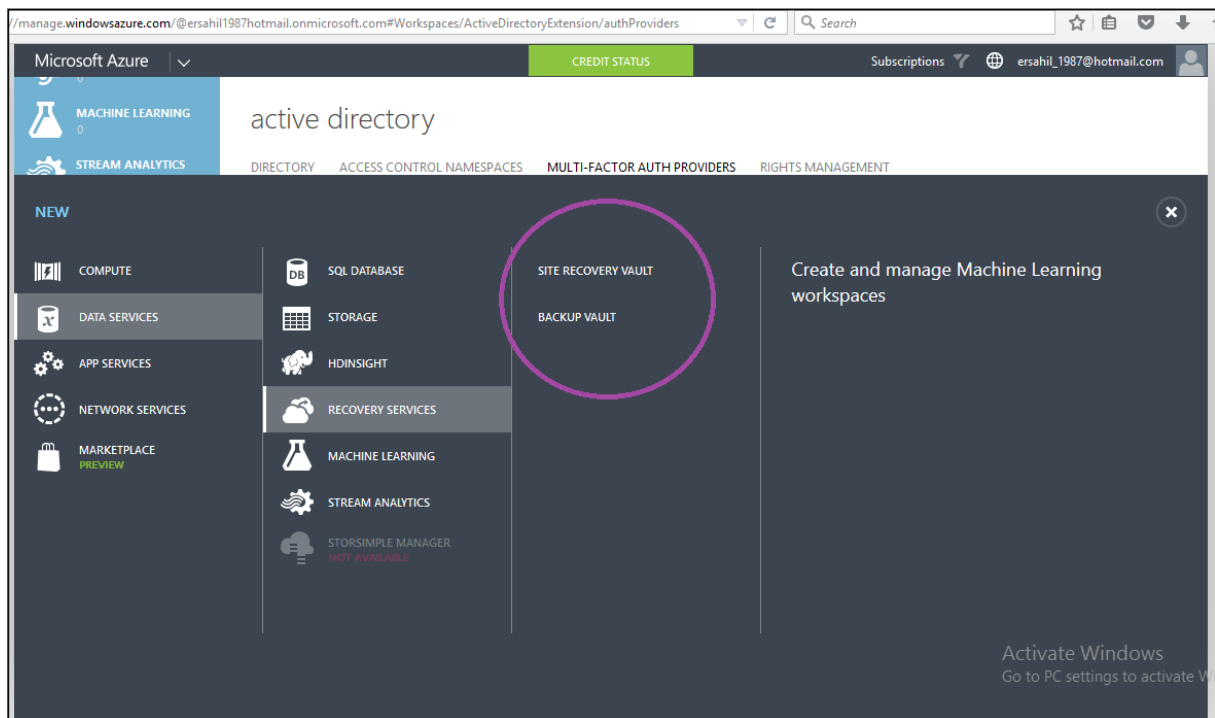 //manage.windowsazure.com/@ersahil1987hotmail.onmicrosoft.com#Workspaces/ActiveDirectoryExtension/authProviders
Search
Microsoft Azure
CREDIT STATUS
Subscriptions
ersahil_1987@hotmail.com
0
MACHINE LEARNING
0
STREAM ANALYTICS
active directory
DIRECTORY ACCESS CONTROL NAMESPACES MULTI-FACTOR AUTH PROVIDERS RIGHTS MANAGEMENT
NEW
COMPUTE
DATA SERVICES
APP SERVICES
NETWORK SERVICES
MARKETPLACE
PREVIEW
DB
SQL DATABASE
STORAGE
HDINSIGHT
RECOVERY SERVICES
MACHINE LEARNING
STREAM ANALYTICS
STORSIMPLE MANAGER
NOT AVAILABLE
SITE RECOVERY VAULT
BACKUP VAULT
Create and manage Machine Learning
workspaces
Activate Windows
Go to PC settings to activate W